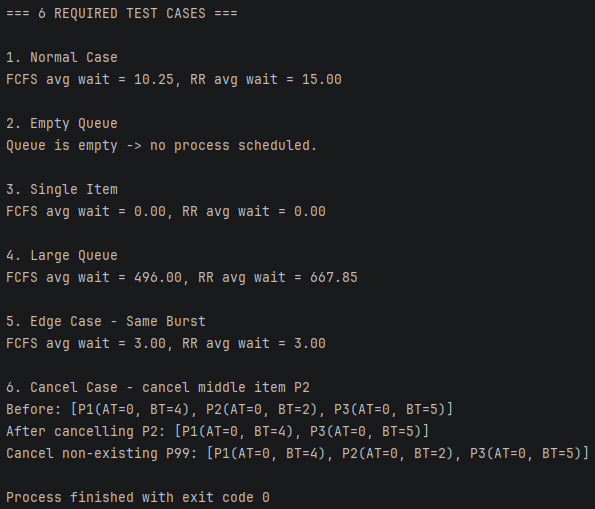 === 6 REQUIRED TEST CASES ===
1. Normal Case
FCFS avg wait = 10.25, RR avg wait = 15.00
2. Empty Queue
Queue is empty -> no process scheduled.
3. Single Item
FCFS avg wait = 0.00, RR avg wait = 0.00
4. Large Queue
FCFS avg wait = 496.00, RR avg wait = 667.85
5. Edge Case - Same Burst
FCFS avg wait = 3.00, RR avg wait = 3.00
6. Cancel Case - cancel middle item P2
Before: [P1(AT=0, BT=4), P2(AT=0, BT=2), P3(AT=0, BT=5)]
After cancelling P2: [P1(AT=0, BT=4), P3(AT=0, BT=5)]
Cancel non-existing P99: [P1(AT=0, BT=4), P2(AT=0, BT=2), P3(AT=0, BT=5)]
Process finished with exit code 0